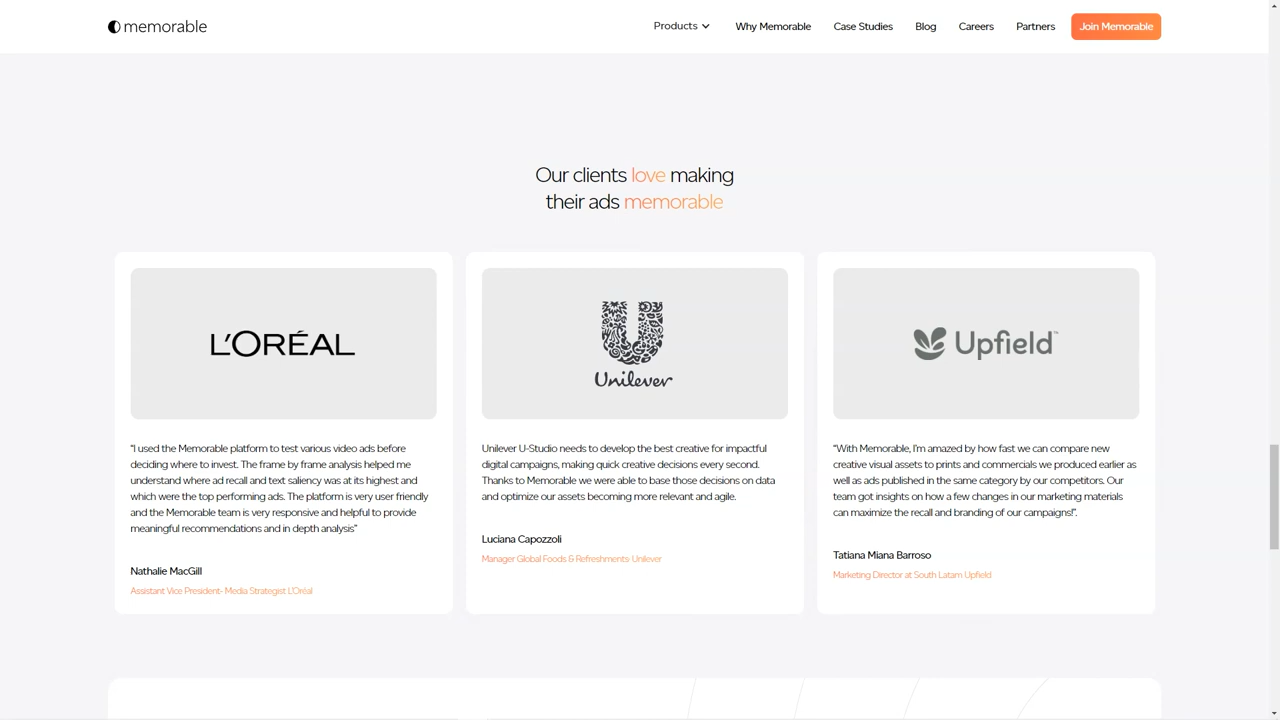 memorable
Products
Why Memorable
Case Studies
Blog
Careers
Partners
Join Memorable
Our clients love making
their ads memorable
L'ORÉAL
Unilever
Upfield™
“I used the Memorable platform to test various video ads before
deciding where to invest. The frame by frame analysis helped me
understand where ad recall and text saliency was at its highest and
which were the top performing ads. The platform is very user friendly
and the Memorable team is very responsive and helpful to provide
meaningful recommendations and in depth analysis”
Nathalie MacGill
Assistant Vice President- Media Strategist L'Oréal
Unilever U-Studio needs to develop the best creative for impactful
digital campaigns, making quick creative decisions every second.
Thanks to Memorable we were able to base those decisions on data
and optimize our assets becoming more relevant and agile.
Luciana Capozzoli
Manager Global Foods & Refreshments- Unilever
“With Memorable, I'm amazed by how fast we can compare new
creative visual assets to prints and commercials we produced earlier as
well as ads published in the same category by our competitors. Our
team got insights on how a few changes in our marketing materials
can maximize the recall and branding of our campaigns!”.
Tatiana Miana Barroso
Marketing Director at South Latam Upfield